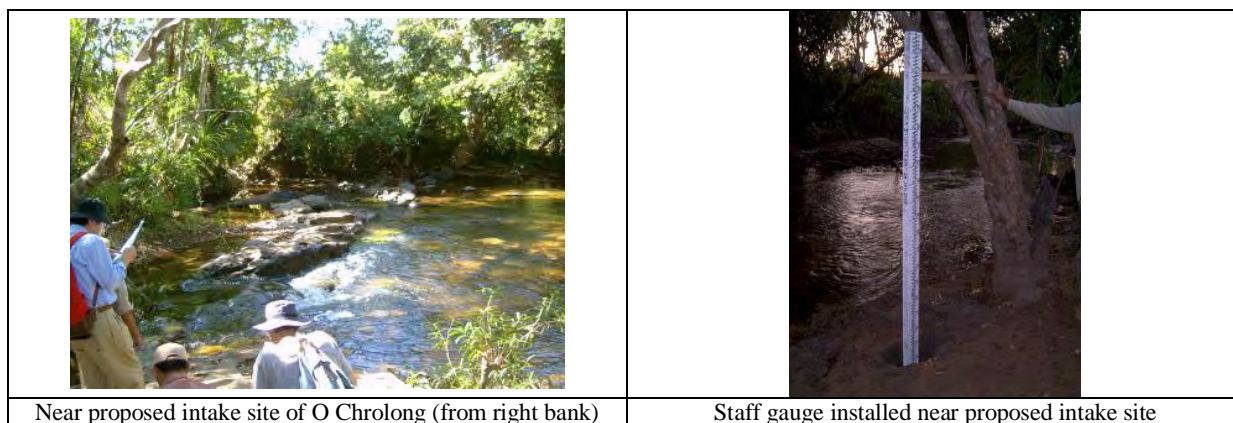 Near proposed intake site of O Chrolong (from right bank)
Staff gauge installed near proposed intake site